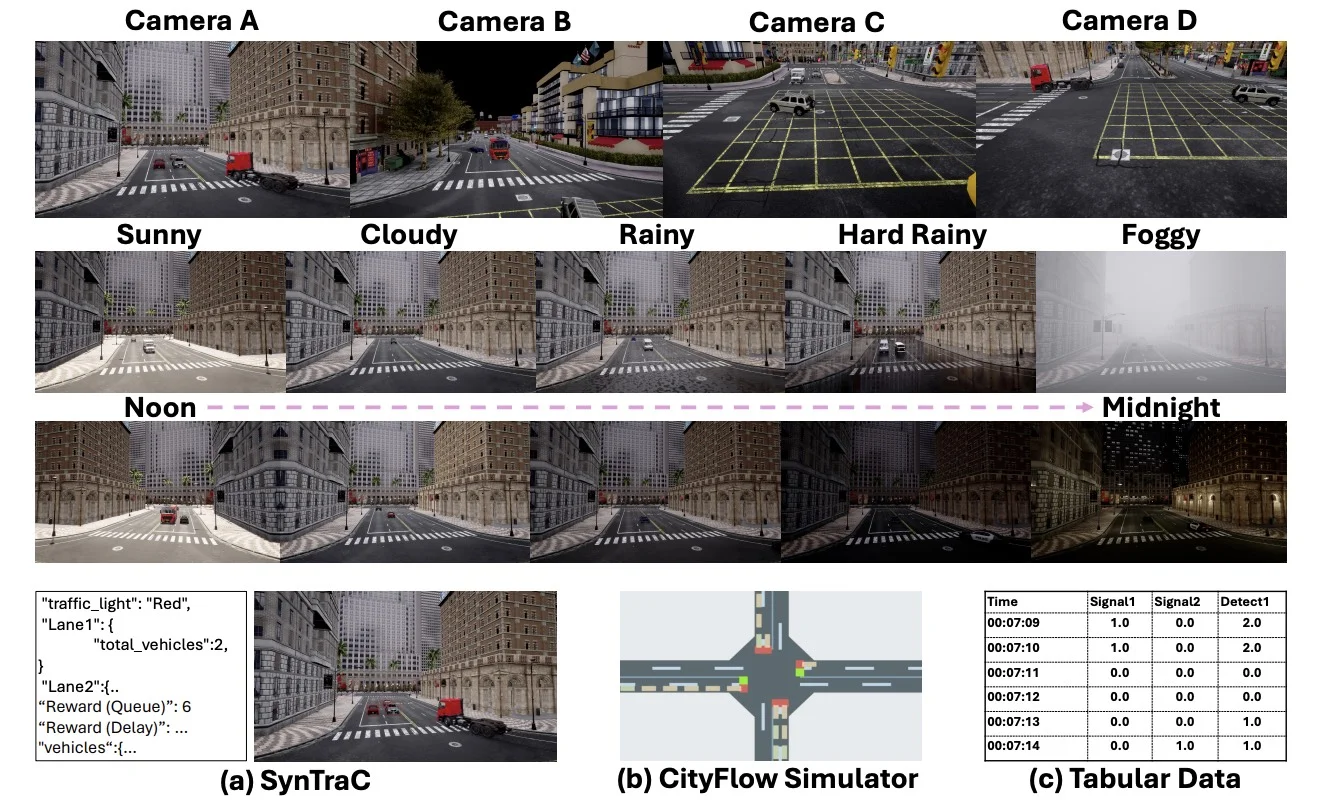 Camera A Camera B Camera C Camera D
Sunny Cloudy Rainy Hard Rainy Foggy
Noon Midnight
"traffic_light": "Red",
"Lane1": {
"total_vehicles":2,
}
"Lane2":{..
“Reward (Queue)”: 6
“Reward (Delay)”: ...
"vehicles“:{...
Time Signal1 Signal2 Detect1
00:07:09 1.0 0.0 2.0
00:07:10 1.0 0.0 2.0
00:07:11 0.0 0.0 0.0
00:07:12 0.0 0.0 0.0
00:07:13 0.0 0.0 1.0
00:07:14 0.0 1.0 1.0
(a) SynTraC (b) CityFlow Simulator (c) Tabular Data